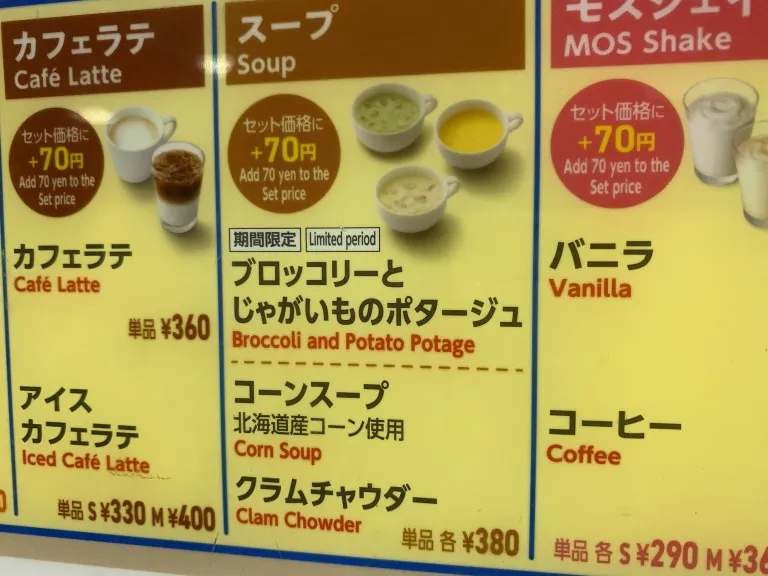 カフェラテ
Café Latte
セット価格に
+70円
Add 70 yen to the
Set price
カフェラテ
Café Latte
単品 ¥360
アイス
カフェラテ
Iced Café Latte
単品 S ¥330 M ¥400
スープ
Soup
セット価格に
+70円
Add 70 yen to the
Set price
期間限定 Limited period
ブロッコリーと
じゃがいものポタージュ
Broccoli and Potato Potage
コーンスープ
北海道産コーン使用
Corn Soup
クラムチャウダー
Clam Chowder
単品 各 ¥380
モスシェイ
MOS Shake
セット価格に
+70円
Add 70 yen to the
Set price
バニラ
Vanilla
コーヒー
Coffee
単品 各 S ¥290 M